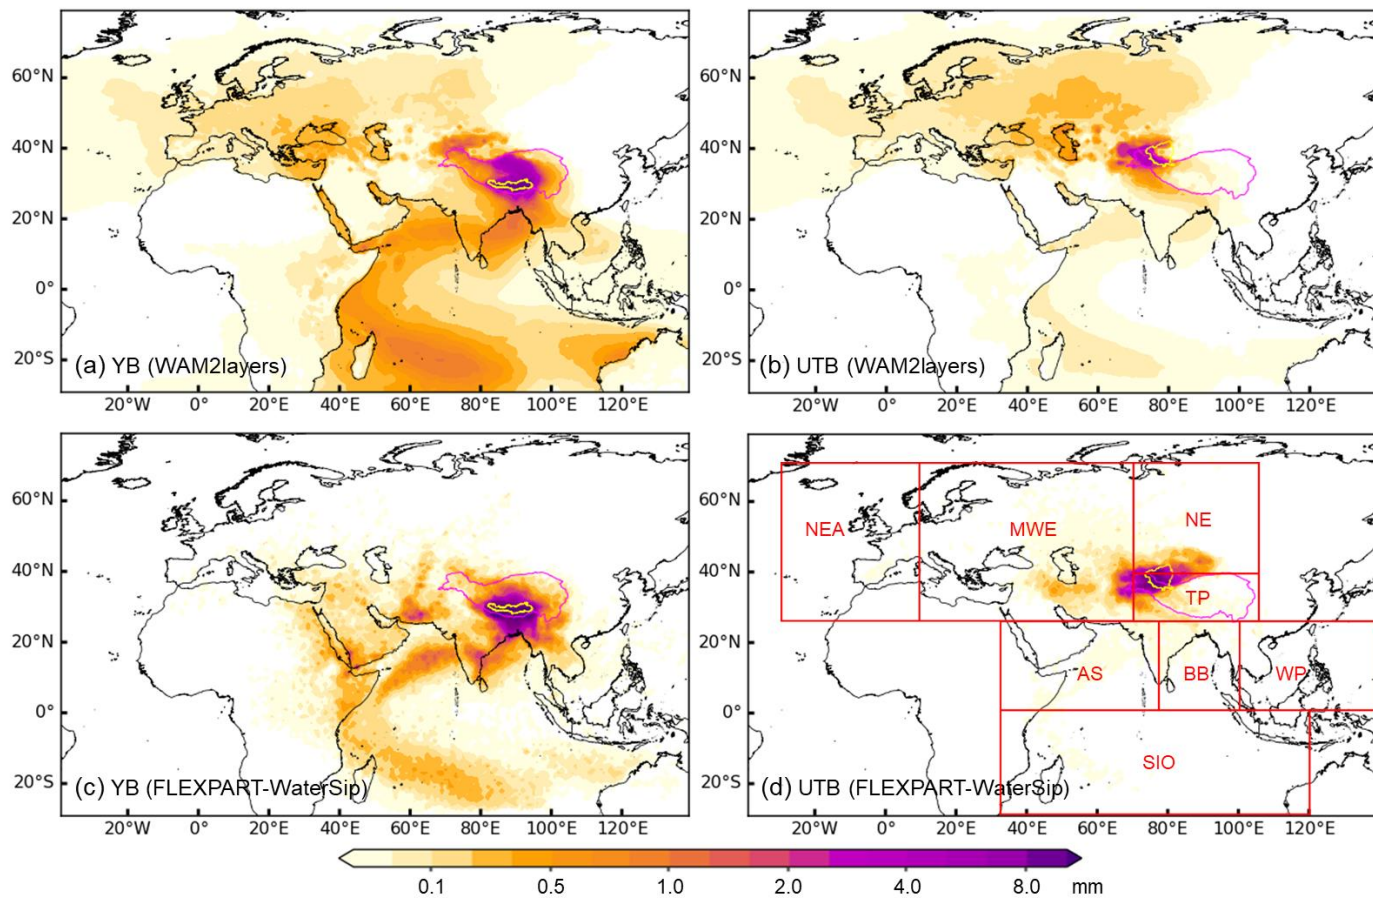 60°N 60°N
40°N 40°N
20°N 20°N
0° 0°
20°S 20°S
(a) YB (WAM2layers) (b) UTB (WAM2layers)
20°W 0° 20°E 40°E 60°E 80°E 100°E 120°E 20°W 0° 20°E 40°E 60°E 80°E 100°E 120°E
60°N 60°N NEA MWE NE
40°N 40°N
TP
20°N 20°N
AS BB WP
0° 0°
SIO
20°S 20°S
(c) YB (FLEXPART-WaterSip) (d) UTB (FLEXPART-WaterSip)
20°W 0° 20°E 40°E 60°E 80°E 100°E 120°E 20°W 0° 20°E 40°E 60°E 80°E 100°E 120°E
0.1 0.5 1.0 2.0 4.0 8.0 mm